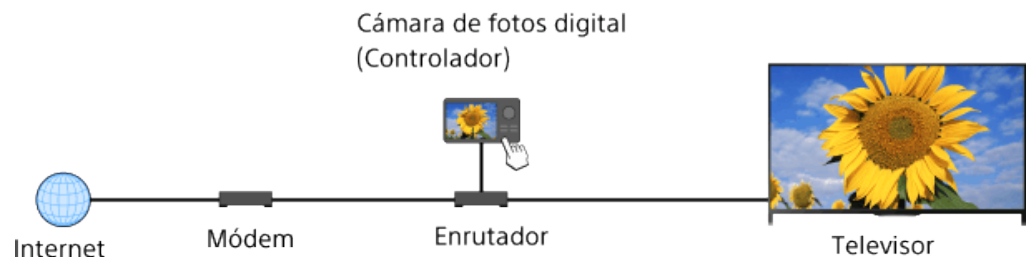 Cámara de fotos digital
(Controlador)
Internet
Módem
Enrutador
Televisor